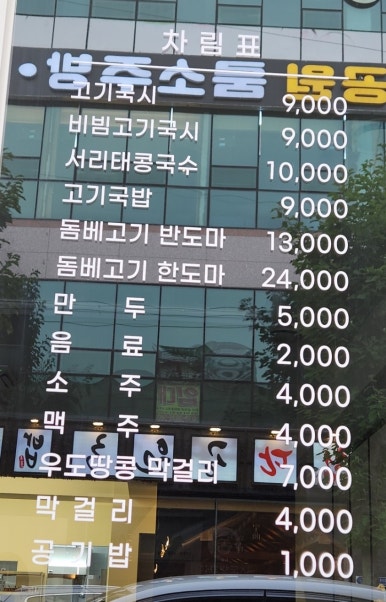 차림표
고기국시 9,000
비빔고기국시 9,000
서리태콩국수 10,000
고기국밥 9,000
돔베고기 반도마 13,000
돔베고기 한도마 24,000
만두 5,000
음료 2,000
소주 4,000
맥주 4,000
우도땅콩 막걸리 7,000
막걸리 4,000
공기밥 1,000